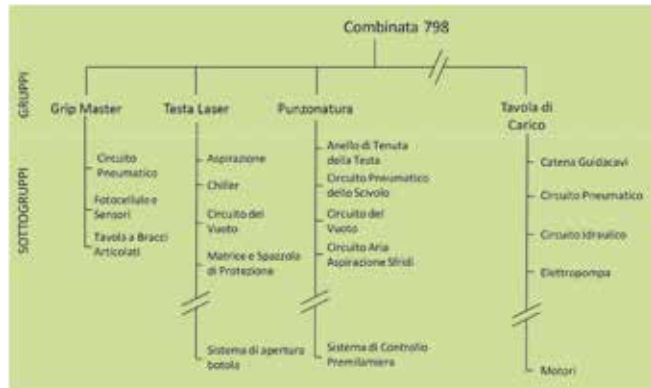 Combinata 798
GRUPPI
Grip Master
Testa Laser
Punzonatura
Tavola di
Carico
SOTTOGRUPPI
Circuito
Pneumatico
Fotocellule e
Sensori
Tavola a Bracci
Articolati
Aspirazione
Chiller
Circuito del
Vuoto
Matrice e Spazzola
di Protezione
Sistema di apertura
botola
Anello di Tenuta
della Testa
Circuito Pneumatico
dello Scivolo
Circuito del
Vuoto
Circuito Aria
Aspirazione Sfridi
Sistema di Controllo
Premilamiera
Catena Guidacavi
Circuito Pneumatico
Circuito Idraulico
Elettropompa
Motori